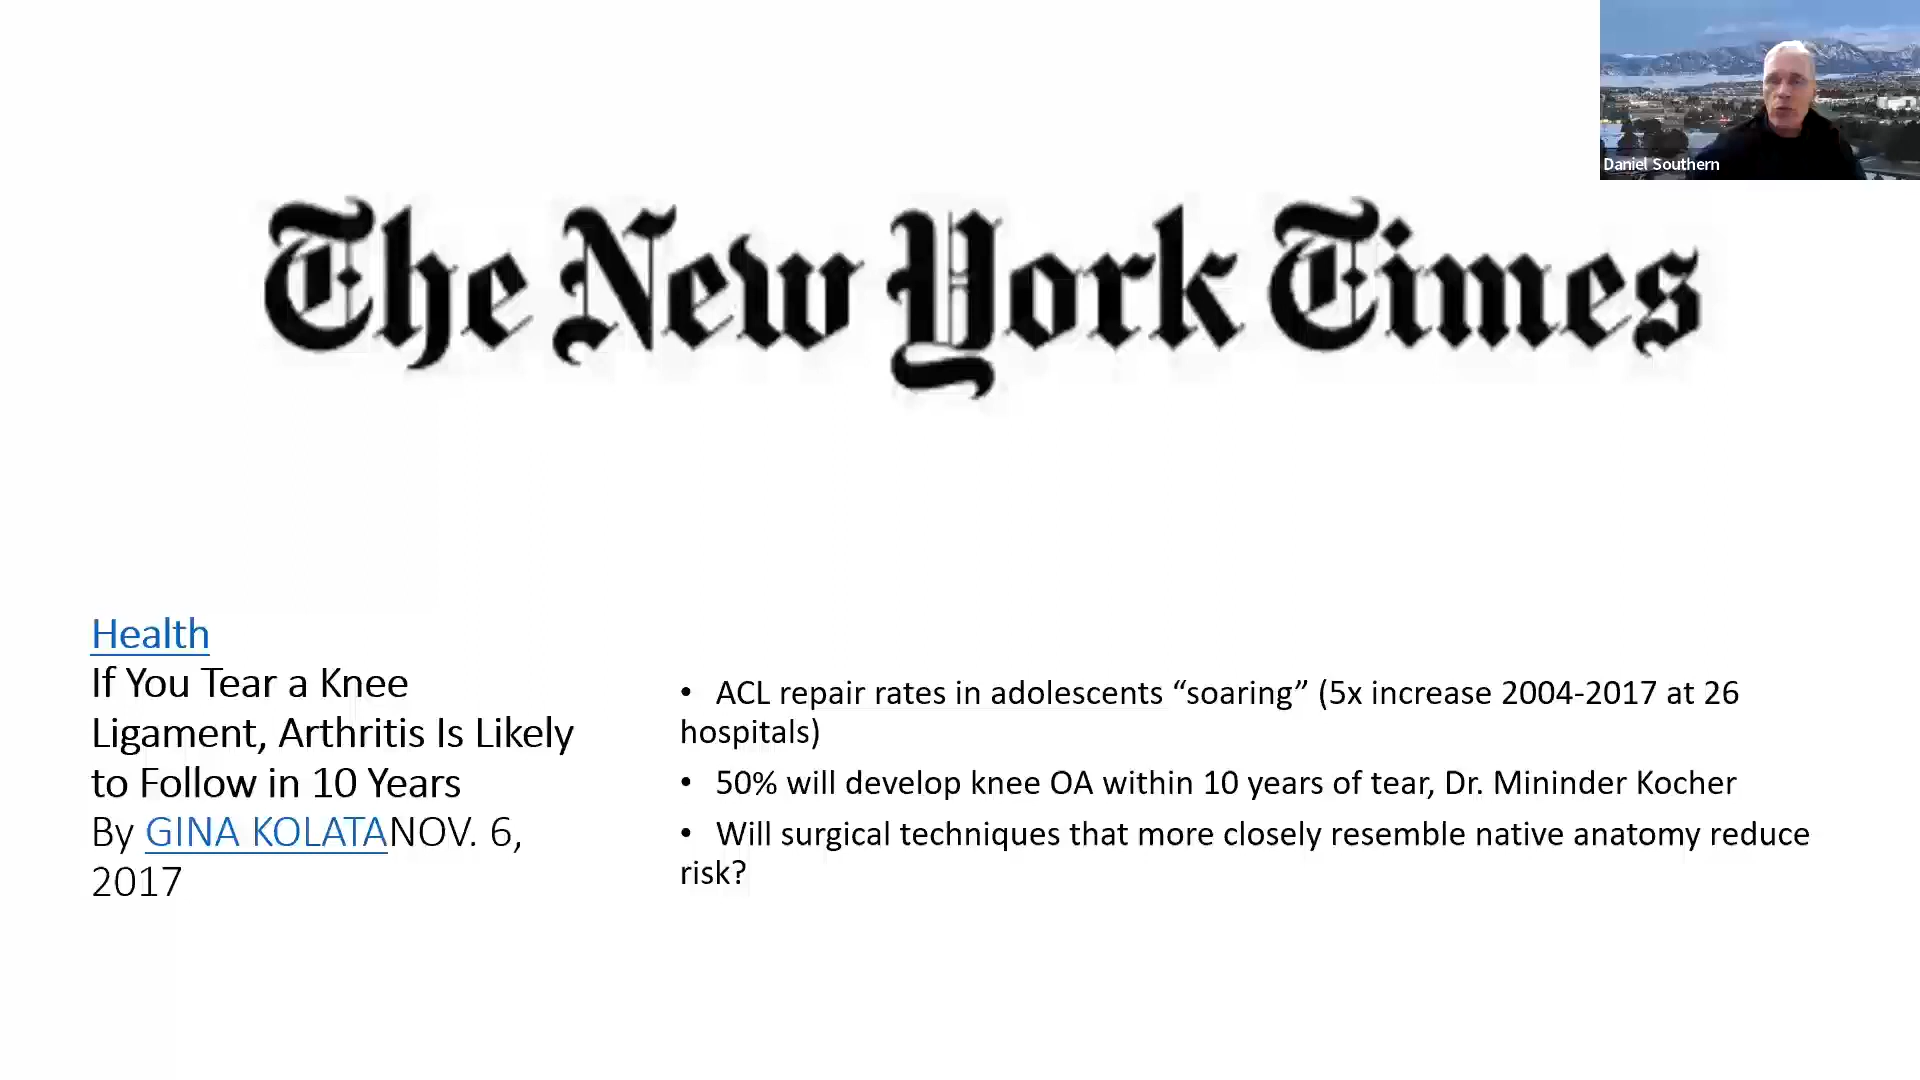 Daniel Southern
The New York Times
Health
If You Tear a Knee
Ligament, Arthritis Is Likely
to Follow in 10 Years
By GINA KOLATANOV. 6,
2017
• ACL repair rates in adolescents “soaring” (5x increase 2004-2017 at 26
hospitals)
• 50% will develop knee OA within 10 years of tear, Dr. Mininder Kocher
• Will surgical techniques that more closely resemble native anatomy reduce
risk?